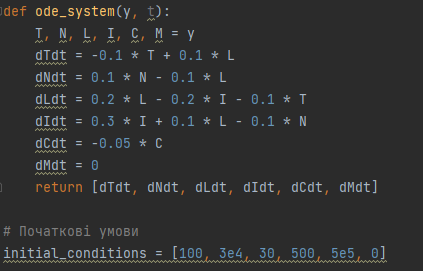 def ode_system(y, t):
    T, N, L, I, C, M = y
    dTdt = -0.1 * T + 0.1 * L
    dNdt = 0.1 * N - 0.1 * L
    dLdt = 0.2 * L - 0.2 * I - 0.1 * T
    dIdt = 0.3 * I + 0.1 * L - 0.1 * N
    dCdt = -0.05 * C
    dMdt = 0
    return [dTdt, dNdt, dLdt, dIdt, dCdt, dMdt]
# Початкові умови
initial_conditions = [100, 3e4, 30, 500, 5e5, 0]